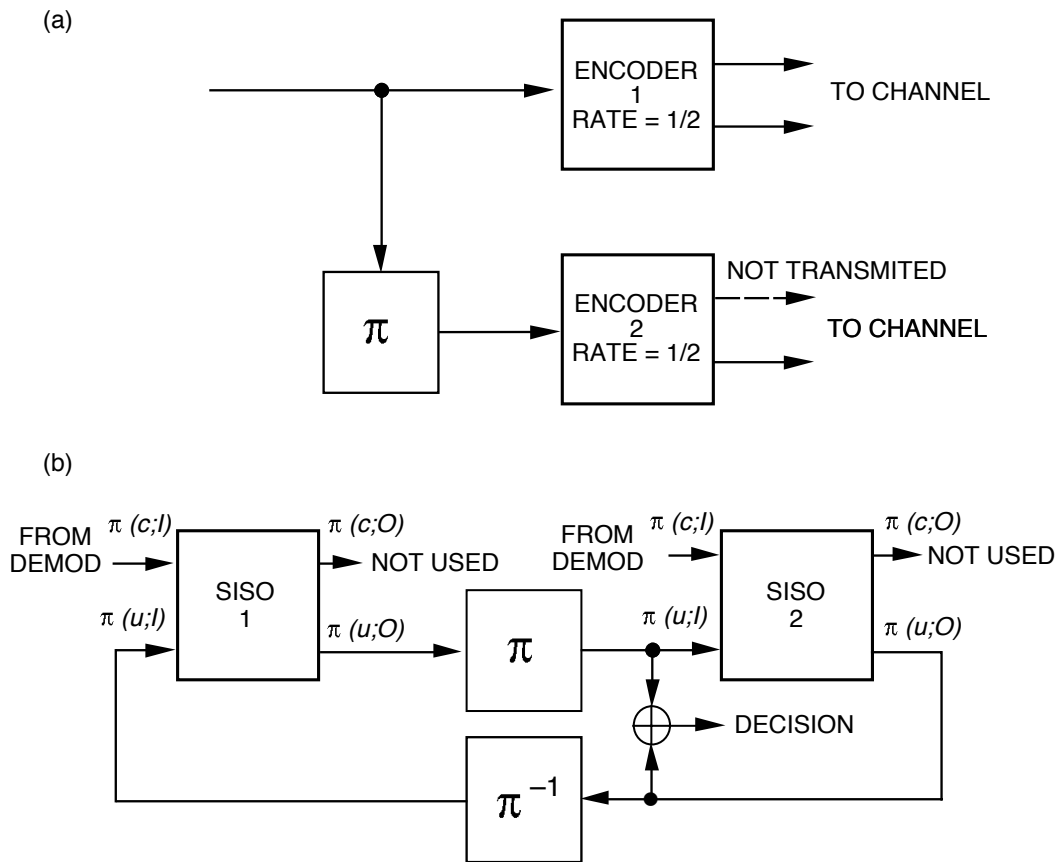 (a)
ENCODER
1
RATE = 1/2
TO CHANNEL
π
ENCODER
2
RATE = 1/2
NOT TRANSMITED
TO CHANNEL
(b)
FROM
DEMOD
π (c;I)
π (u;I)
SISO
1
π (c;O)
NOT USED
π (u;O)
π
FROM
DEMOD
π (c;I)
π (u;I)
SISO
2
π (c;O)
NOT USED
π (u;O)
DECISION
π⁻¹